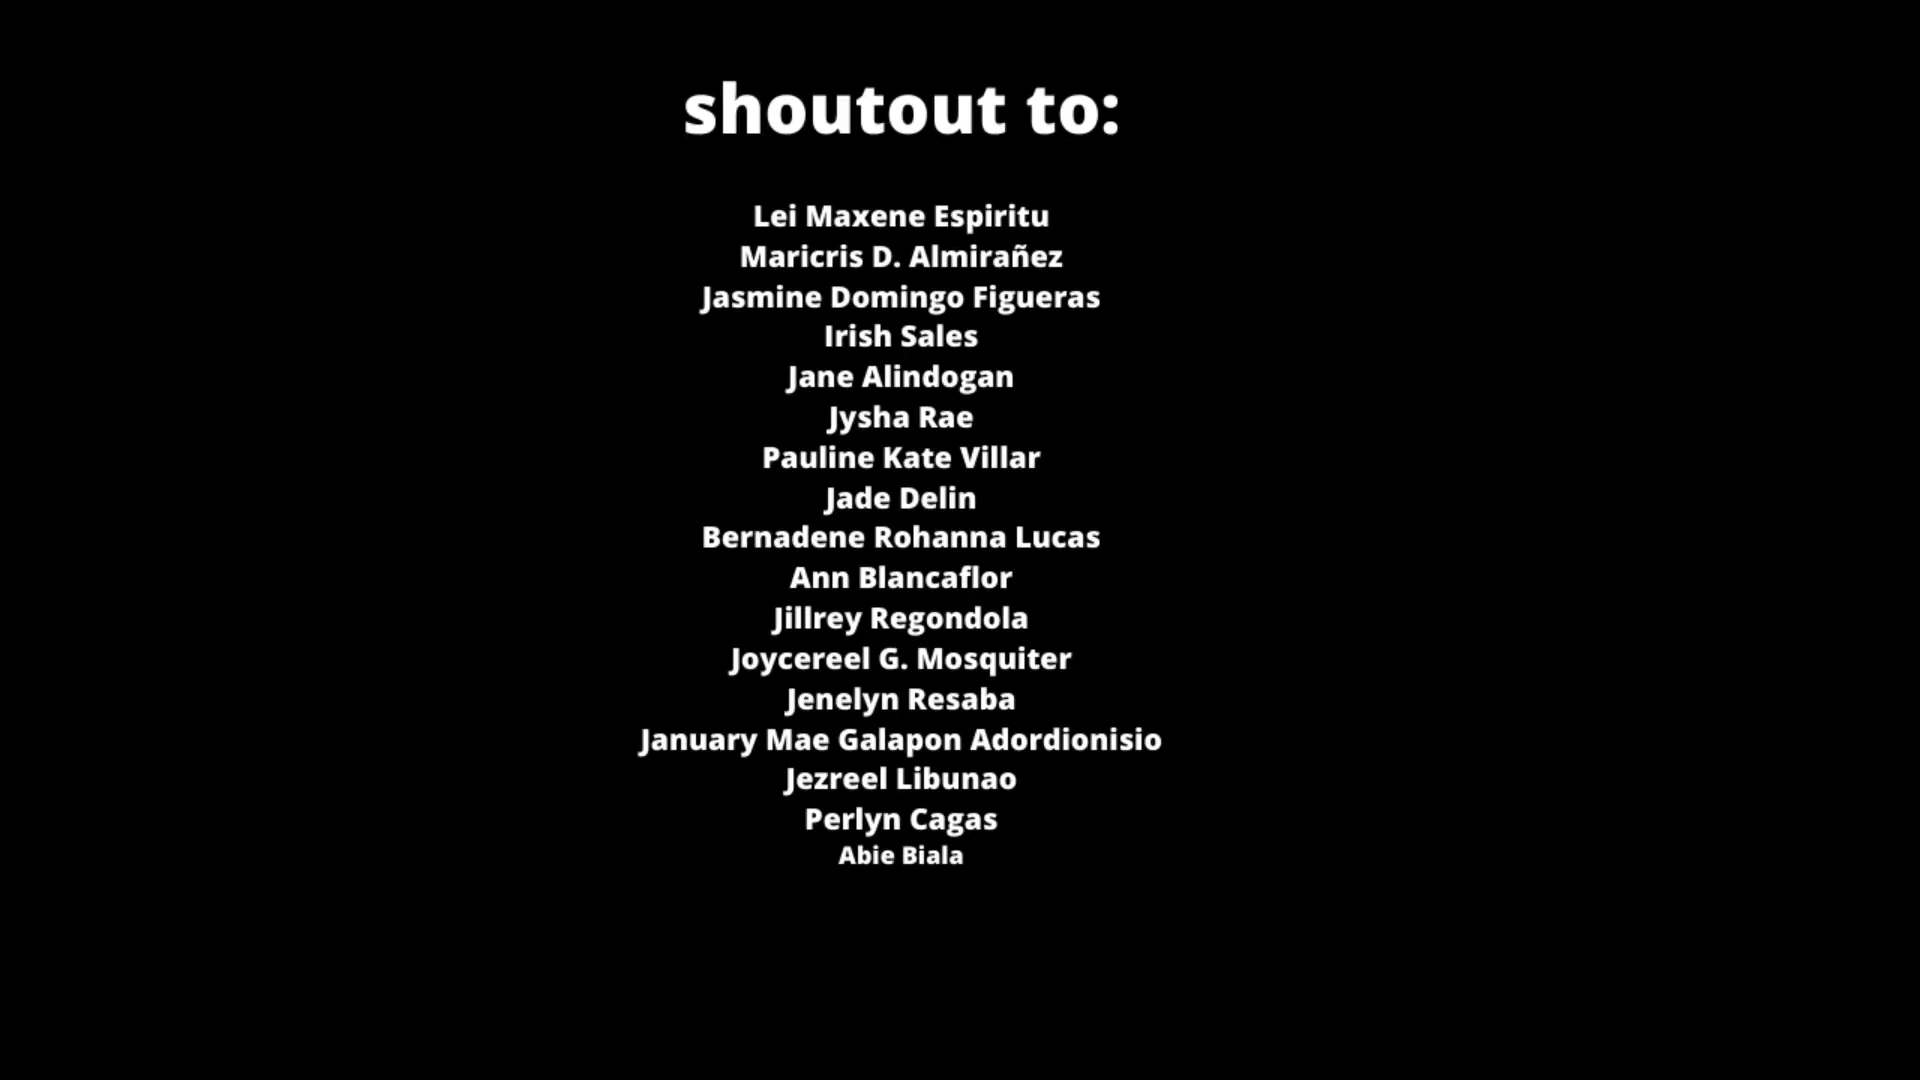 shoutout to:
Lei Maxene Espiritu
Maricris D. Almirañez
Jasmine Domingo Figueras
Irish Sales
Jane Alindogan
Jysha Rae
Pauline Kate Villar
Jade Delin
Bernadene Rohanna Lucas
Ann Blancaflor
Jillrey Regondola
Joycereel G. Mosquiter
Jenelyn Resaba
January Mae Galapon Adordionisio
Jezreel Libunao
Perlyn Cagas
Abie Biala